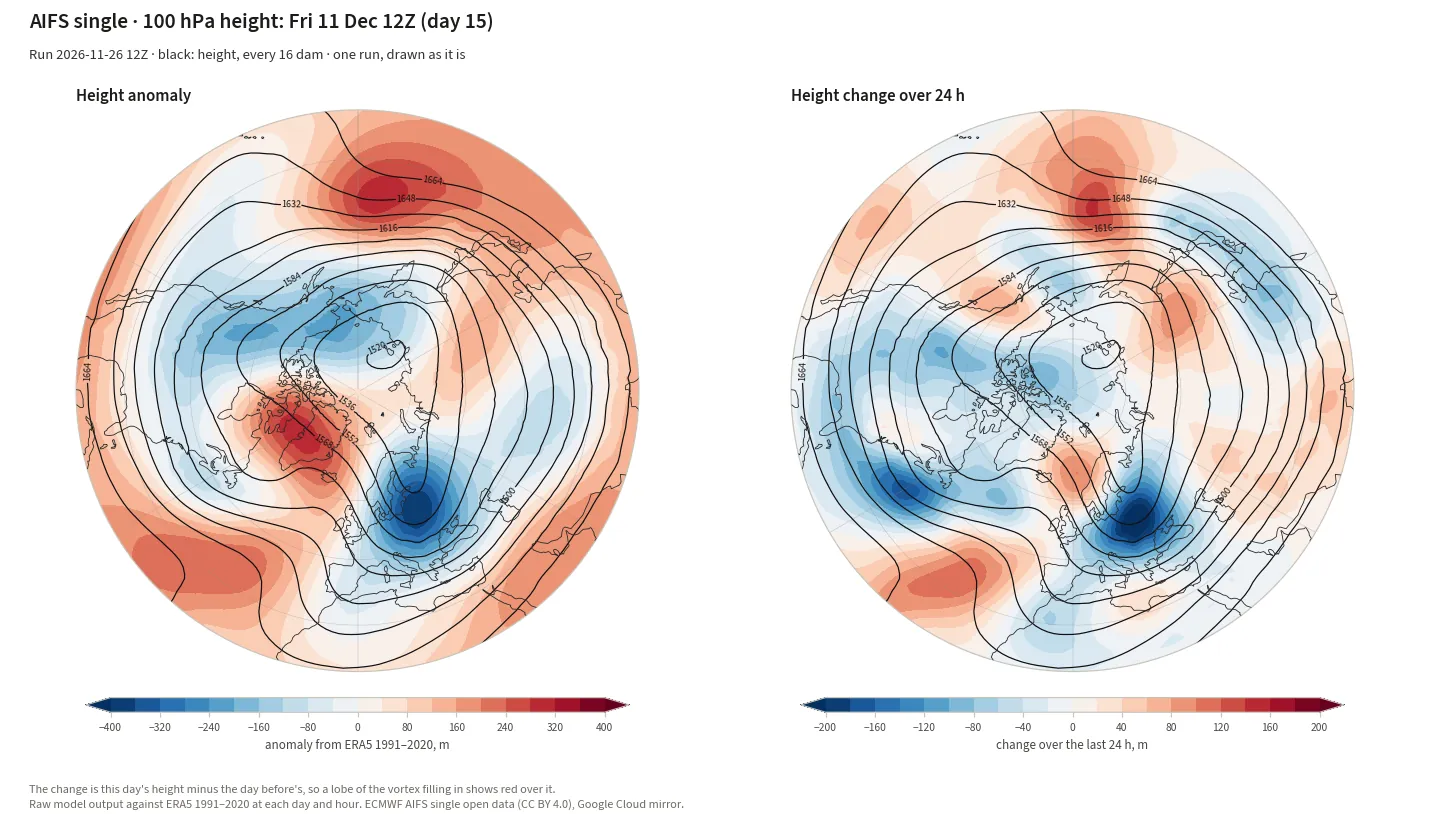 AIFS single · 100 hPa height: Fri 11 Dec 12Z (day 15)
Run 2026-11-26 12Z · black: height, every 16 dam · one run, drawn as it is
Height anomaly
Height change over 24 h
1664
1648
1632
1616
1584
1520
1664
1536
1552
1568
1600
1664
1648
1632
1616
1584
1520
1664
1536
1552
1568
1600
−400 −320 −240 −160 −80 0 80 160 240 320 400
anomaly from ERA5 1991–2020, m
−200 −160 −120 −80 −40 0 40 80 120 160 200
change over the last 24 h, m
The change is this day's height minus the day before's, so a lobe of the vortex filling in shows red over it.
Raw model output against ERA5 1991–2020 at each day and hour. ECMWF AIFS single open data (CC BY 4.0), Google Cloud mirror.